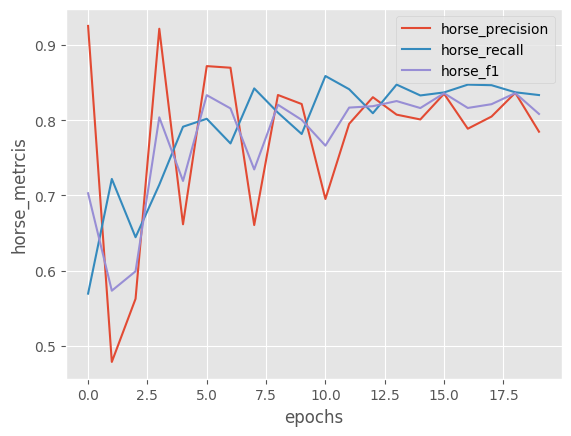 horse_precision
horse_recall
horse_f1
0.9
0.8
0.7
0.6
0.5
horse_metrcis
0.0 2.5 5.0 7.5 10.0 12.5 15.0 17.5
epochs